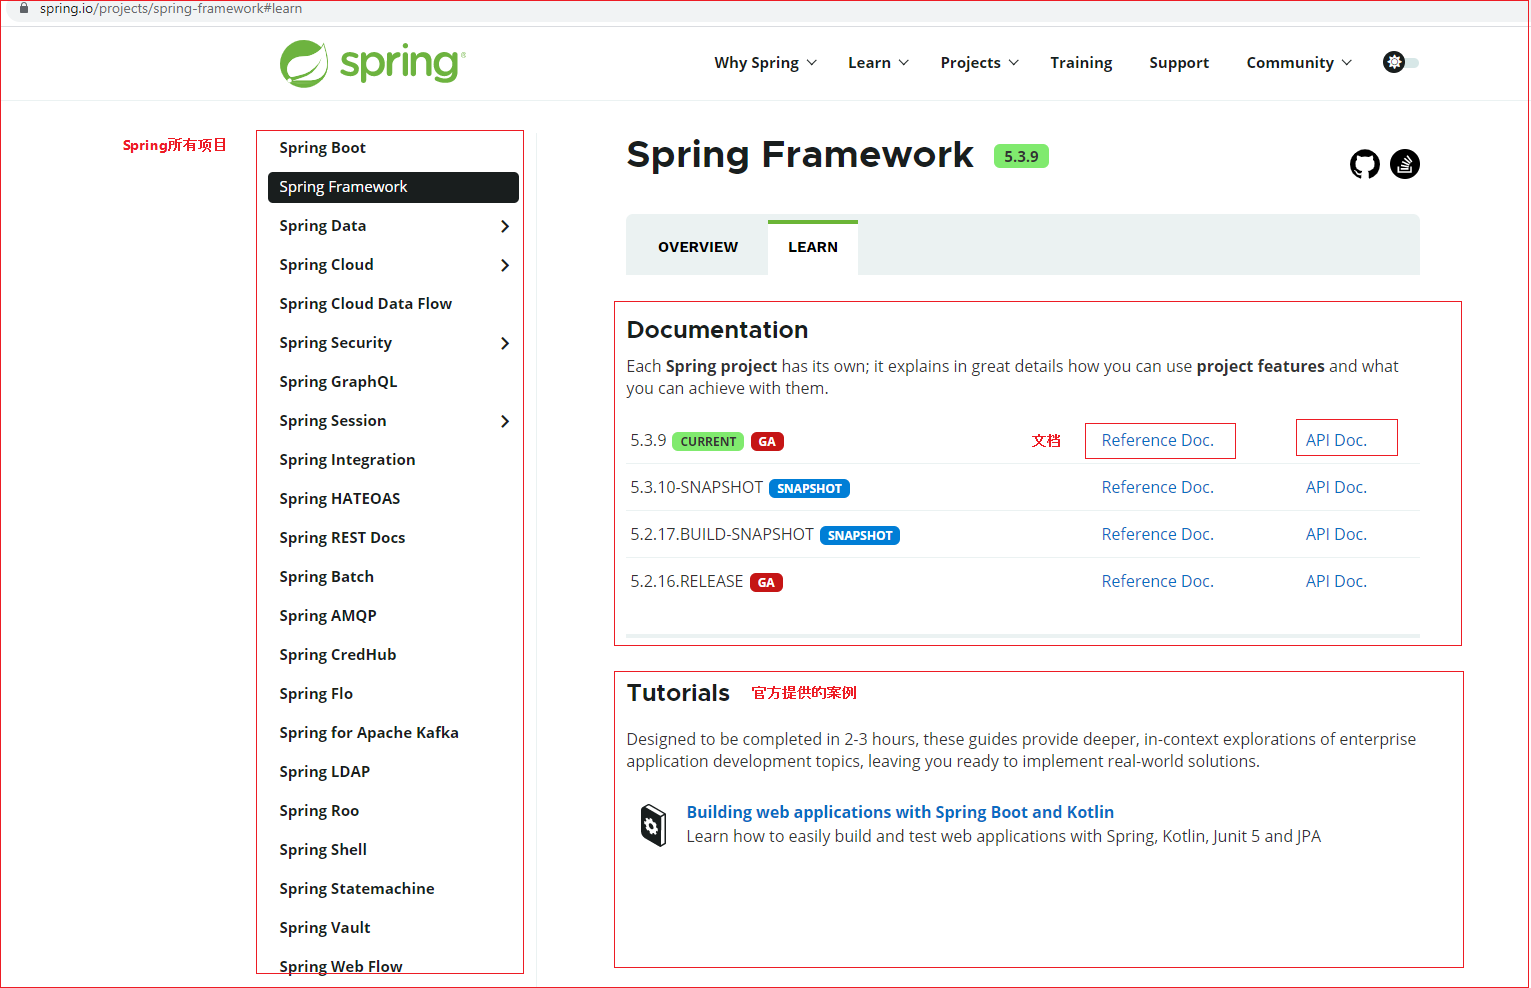 spring.io/projects/spring-framework#learn
spring
Why Spring
Learn
Projects
Training
Support
Community
Spring所有项目
Spring Boot
Spring Framework
Spring Data
Spring Cloud
Spring Cloud Data Flow
Spring Security
Spring GraphQL
Spring Session
Spring Integration
Spring HATEOAS
Spring REST Docs
Spring Batch
Spring AMQP
Spring CredHub
Spring Flo
Spring for Apache Kafka
Spring LDAP
Spring Roo
Spring Shell
Spring Statemachine
Spring Vault
Spring Web Flow
Spring Framework 5.3.9
OVERVIEW LEARN
Documentation
Each Spring project has its own; it explains in great details how you can use project features and what
you can achieve with them.
5.3.9 CURRENT GA 文档 Reference Doc. API Doc.
5.3.10-SNAPSHOT SNAPSHOT Reference Doc. API Doc.
5.2.17.BUILD-SNAPSHOT SNAPSHOT Reference Doc. API Doc.
5.2.16.RELEASE GA Reference Doc. API Doc.
Tutorials 官方提供的案例
Designed to be completed in 2-3 hours, these guides provide deeper, in-context explorations of enterprise
application development topics, leaving you ready to implement real-world solutions.
Building web applications with Spring Boot and Kotlin
Learn how to easily build and test web applications with Spring, Kotlin, Junit 5 and JPA